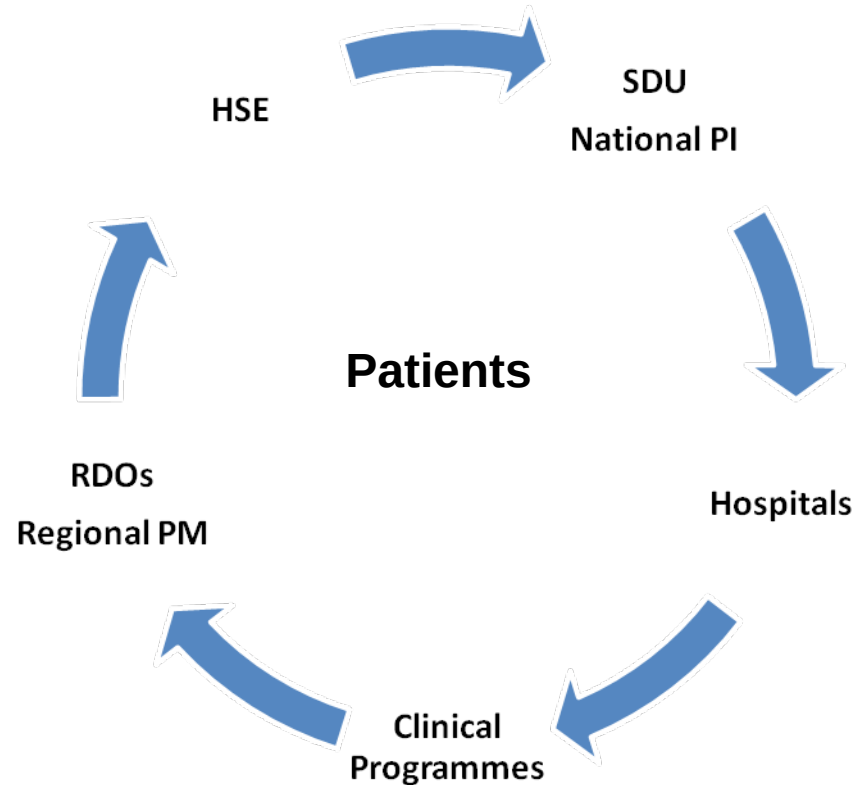 HSE
SDU
National PI
Patients
RDOs
Regional PM
Hospitals
Clinical
Programmes